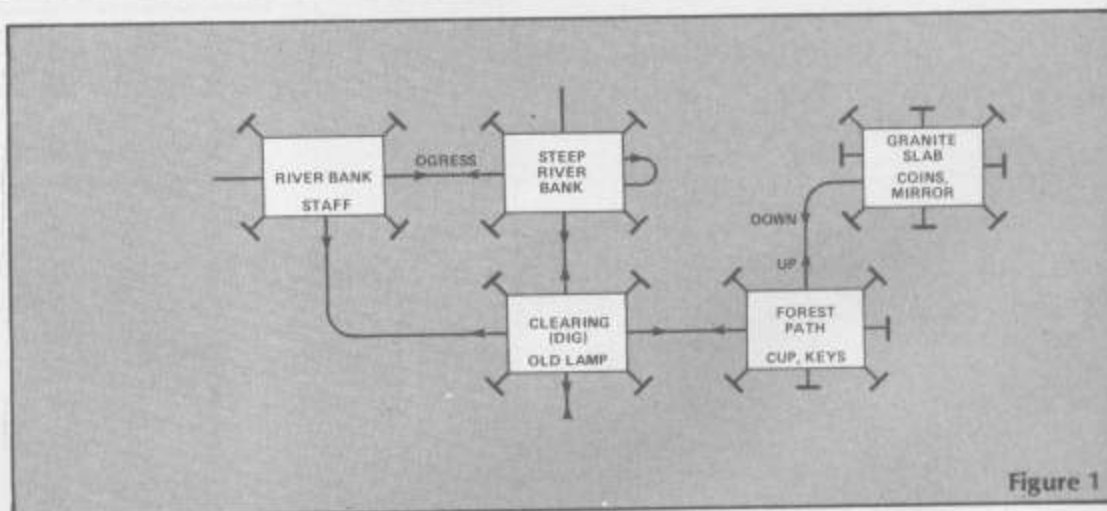 RIVER BANK
STAFF
OGRESS
STEEP
RIVER
BANK
GRANITE
SLAB
COINS,
MIRROR
DOWN
UP
CLEARING
(DIG)
OLD LAMP
FOREST
PATH
CUP, KEYS
Figure 1